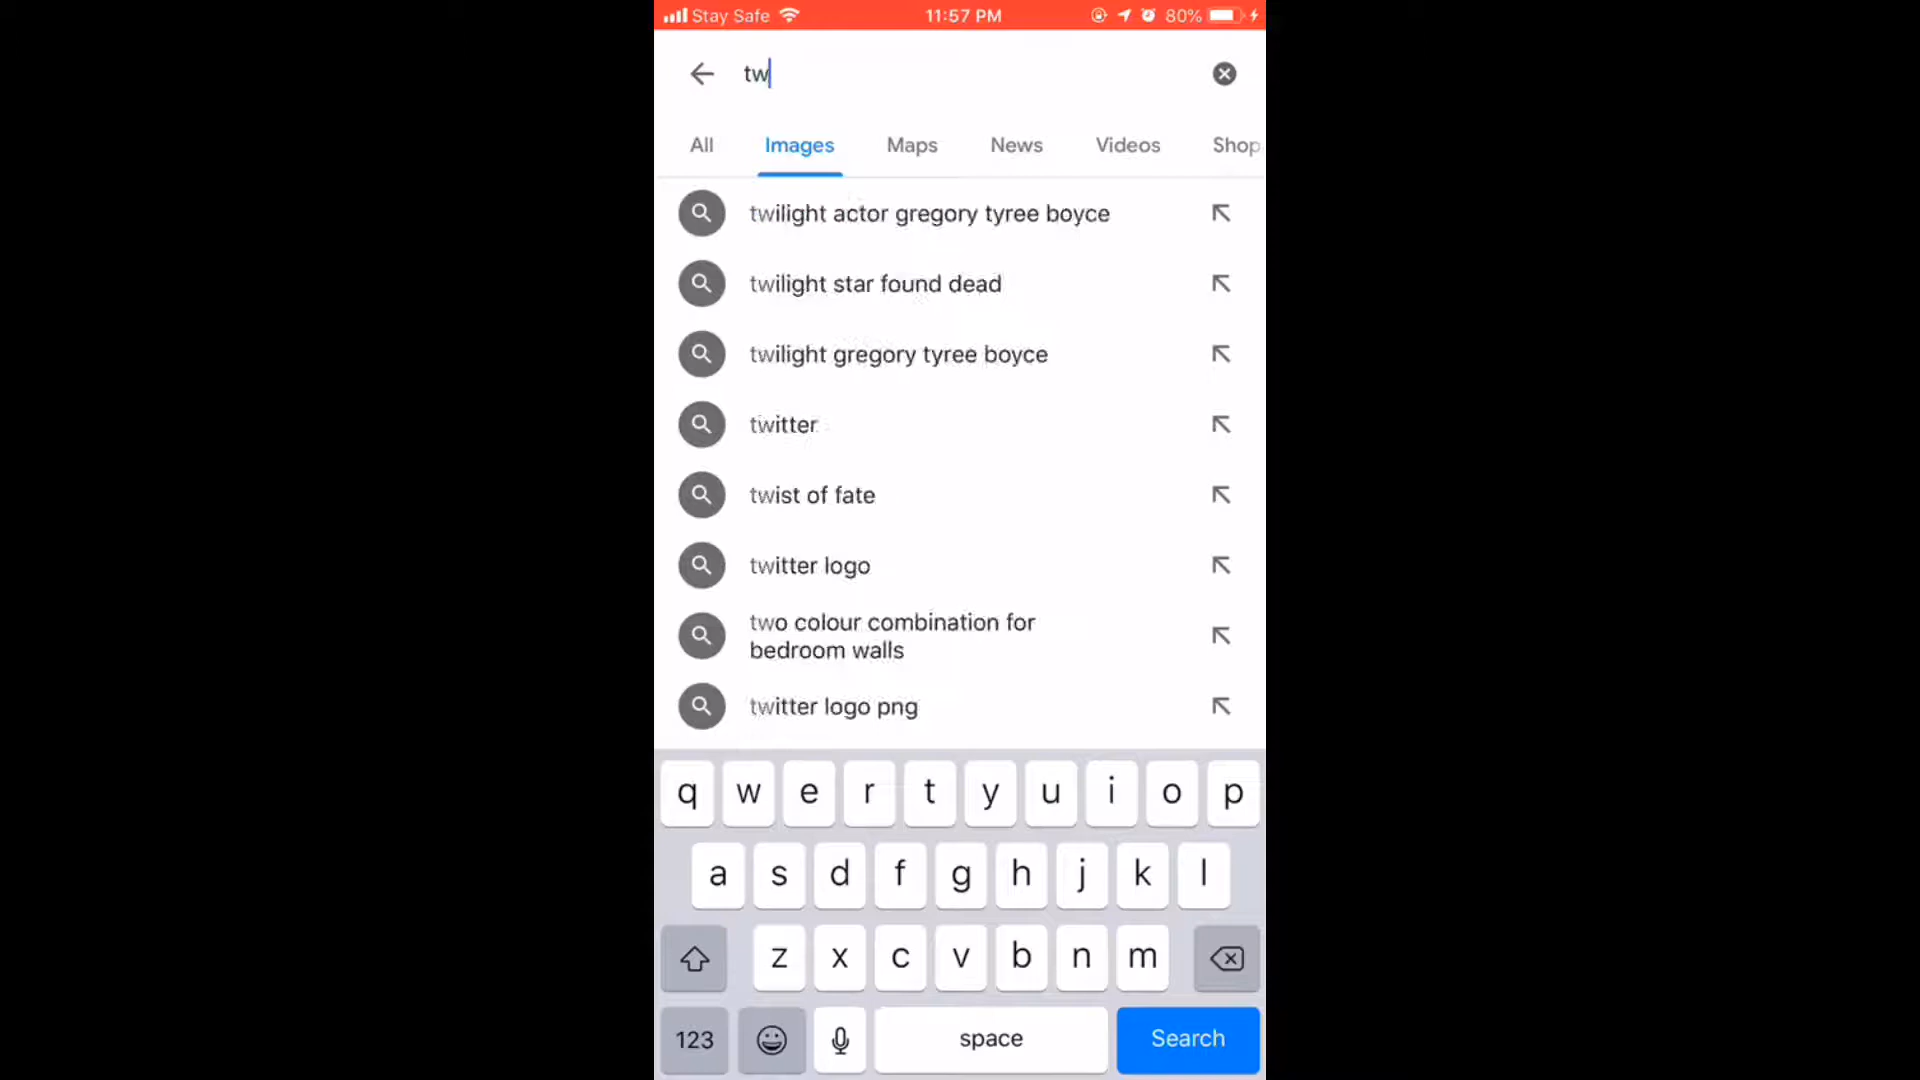 Stay Safe 11:57 PM 80%
tw
All Images Maps News Videos Shop
twilight actor gregory tyree boyce
twilight star found dead
twilight gregory tyree boyce
twitter
twist of fate
twitter logo
two colour combination for
bedroom walls
twitter logo png
q w e r t y u i o p
a s d f g h j k l
z x c v b n m
123 space Search